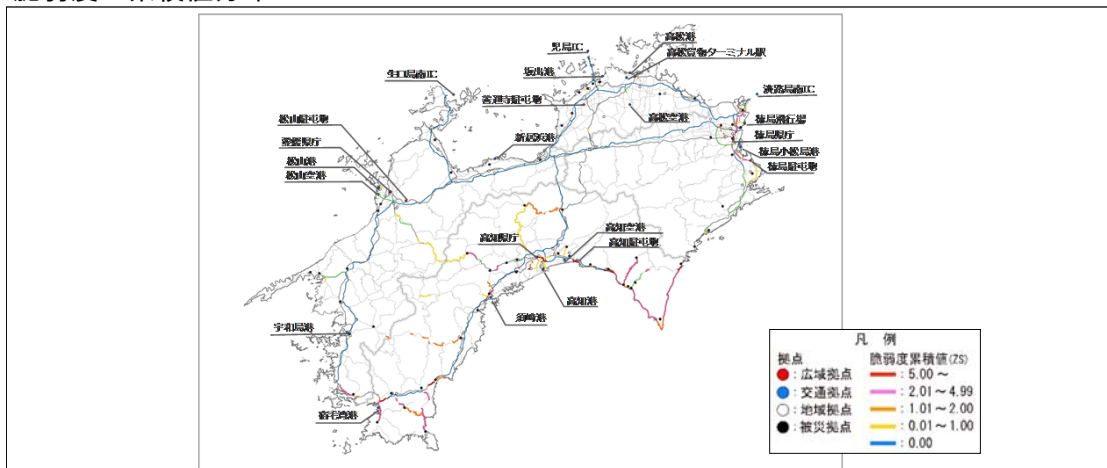 児島IC
高松港
高松貨物ターミナル駅
坂出港
生口島南IC
善通寺駐屯地
淡路島南IC
松山駐屯地
新居浜港
高松空港
徳島飛行場
愛媛県庁
徳島県庁
松山港
徳島小松島港
松山空港
徳島駐屯地
高知県庁
高知空港
高知駐屯地
高知港
須崎港
宇和島港
宿毛湾港
凡 例
拠点 脆弱度累積値(ZS)
:広域拠点 :5.00～
:交通拠点 :2.01～4.99
:地域拠点 :1.01～2.00
:被災拠点 :0.01～1.00
:0.00